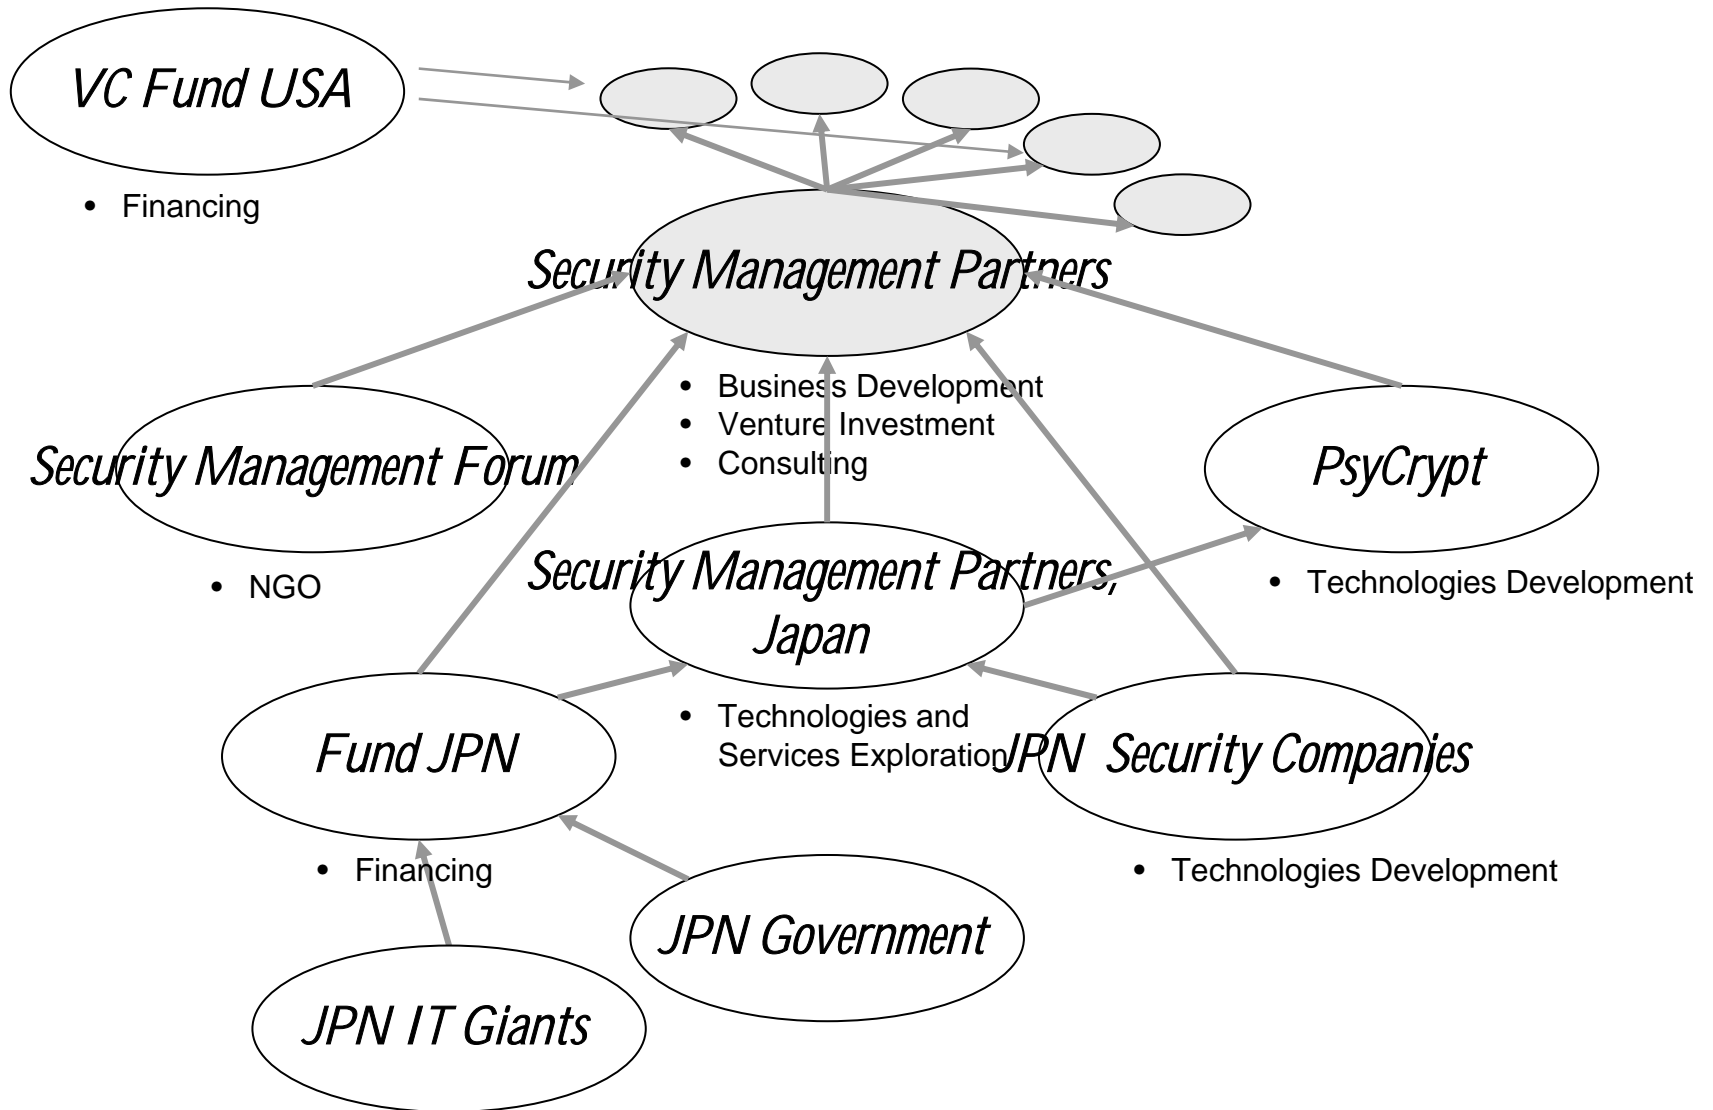 VC Fund USA
• Financing
Security Management Partners
• Business Development
• Venture Investment
• Consulting
Security Management Forum
• NGO
PsyCrypt
• Technologies Development
Security Management Partners,
Japan
• Technologies and
Services Exploration
Fund JPN
• Financing
JPN Security Companies
• Technologies Development
JPN Government
JPN IT Giants